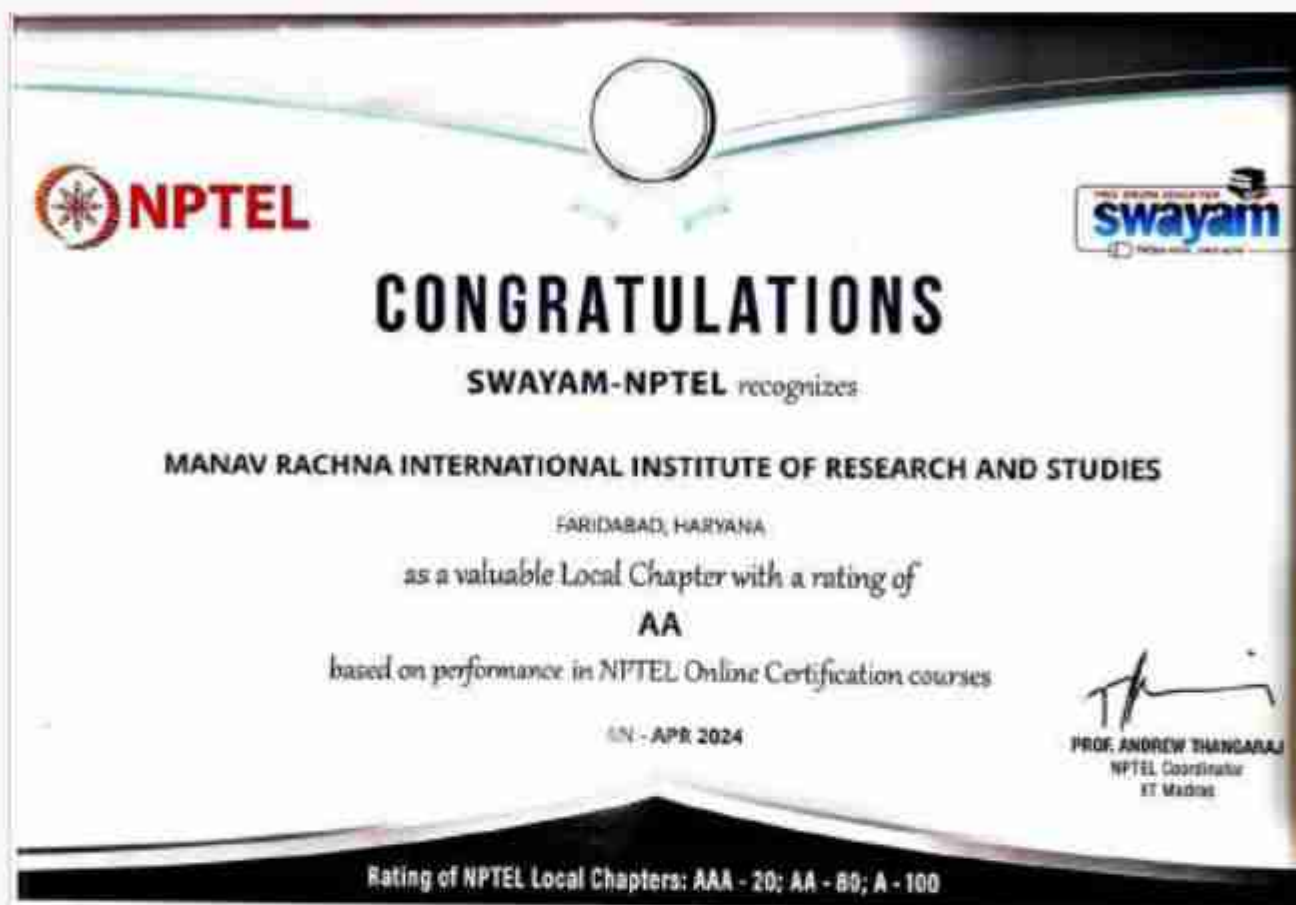 NPTEL
swayam
CONGRATULATIONS
SWAYAM-NPTEL recognizes
MANAV RACHNA INTERNATIONAL INSTITUTE OF RESEARCH AND STUDIES
FARIDABAD, HARYANA
as a valuable Local Chapter with a rating of
AA
based on performance in NPTEL Online Certification courses
- APR 2024
PROF. ANDREW THANGARAJ
NPTEL Coordinator
IIT Madras
Rating of NPTEL Local Chapters: AAA - 20; AA - 80; A - 100